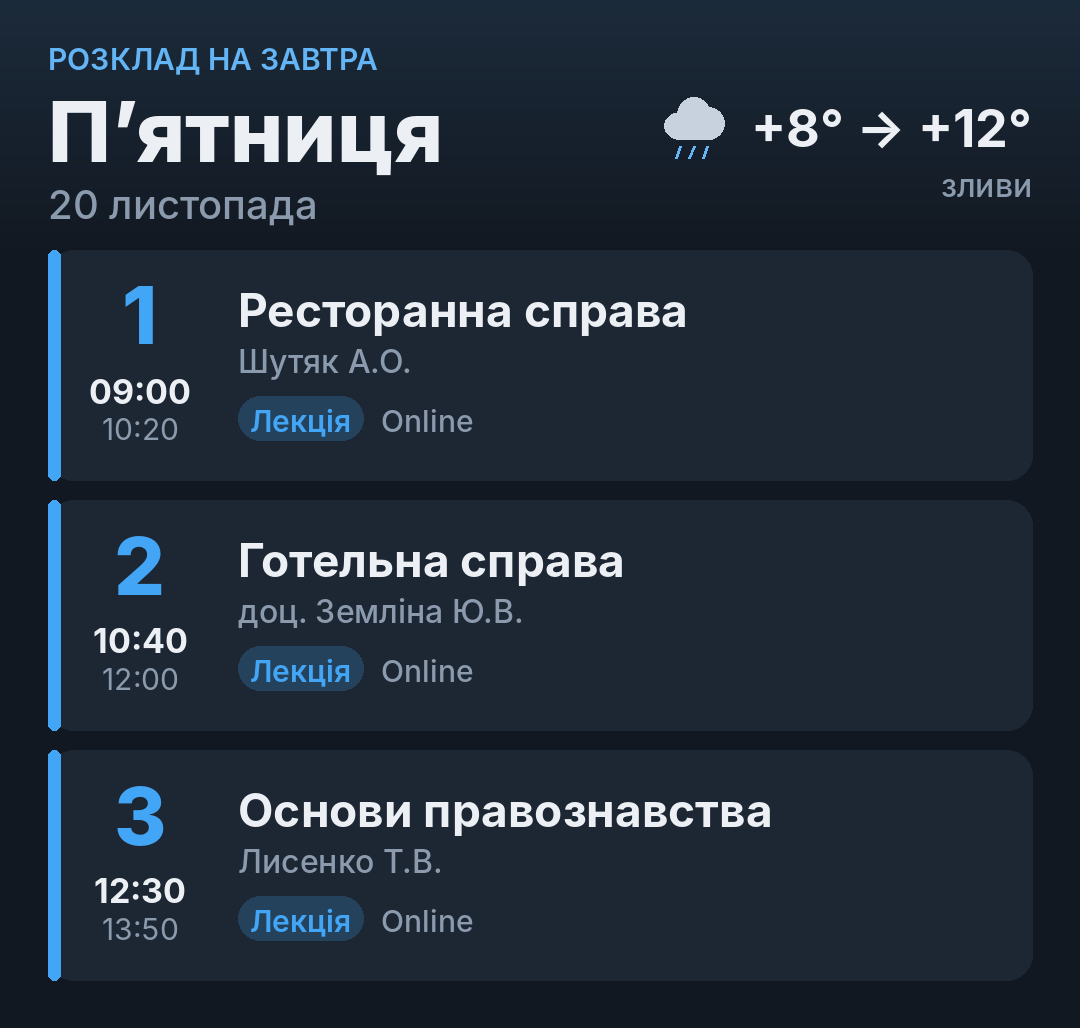 РОЗКЛАД НА ЗАВТРА
П’ятниця
+8° → +12°
20 листопада
зливи
1
Ресторанна справа
Шутяк А.О.
09:00
10:20
Лекція Online
2
Готельна справа
доц. Земліна Ю.В.
10:40
12:00
Лекція Online
3
Основи правознавства
Лисенко Т.В.
12:30
13:50
Лекція Online